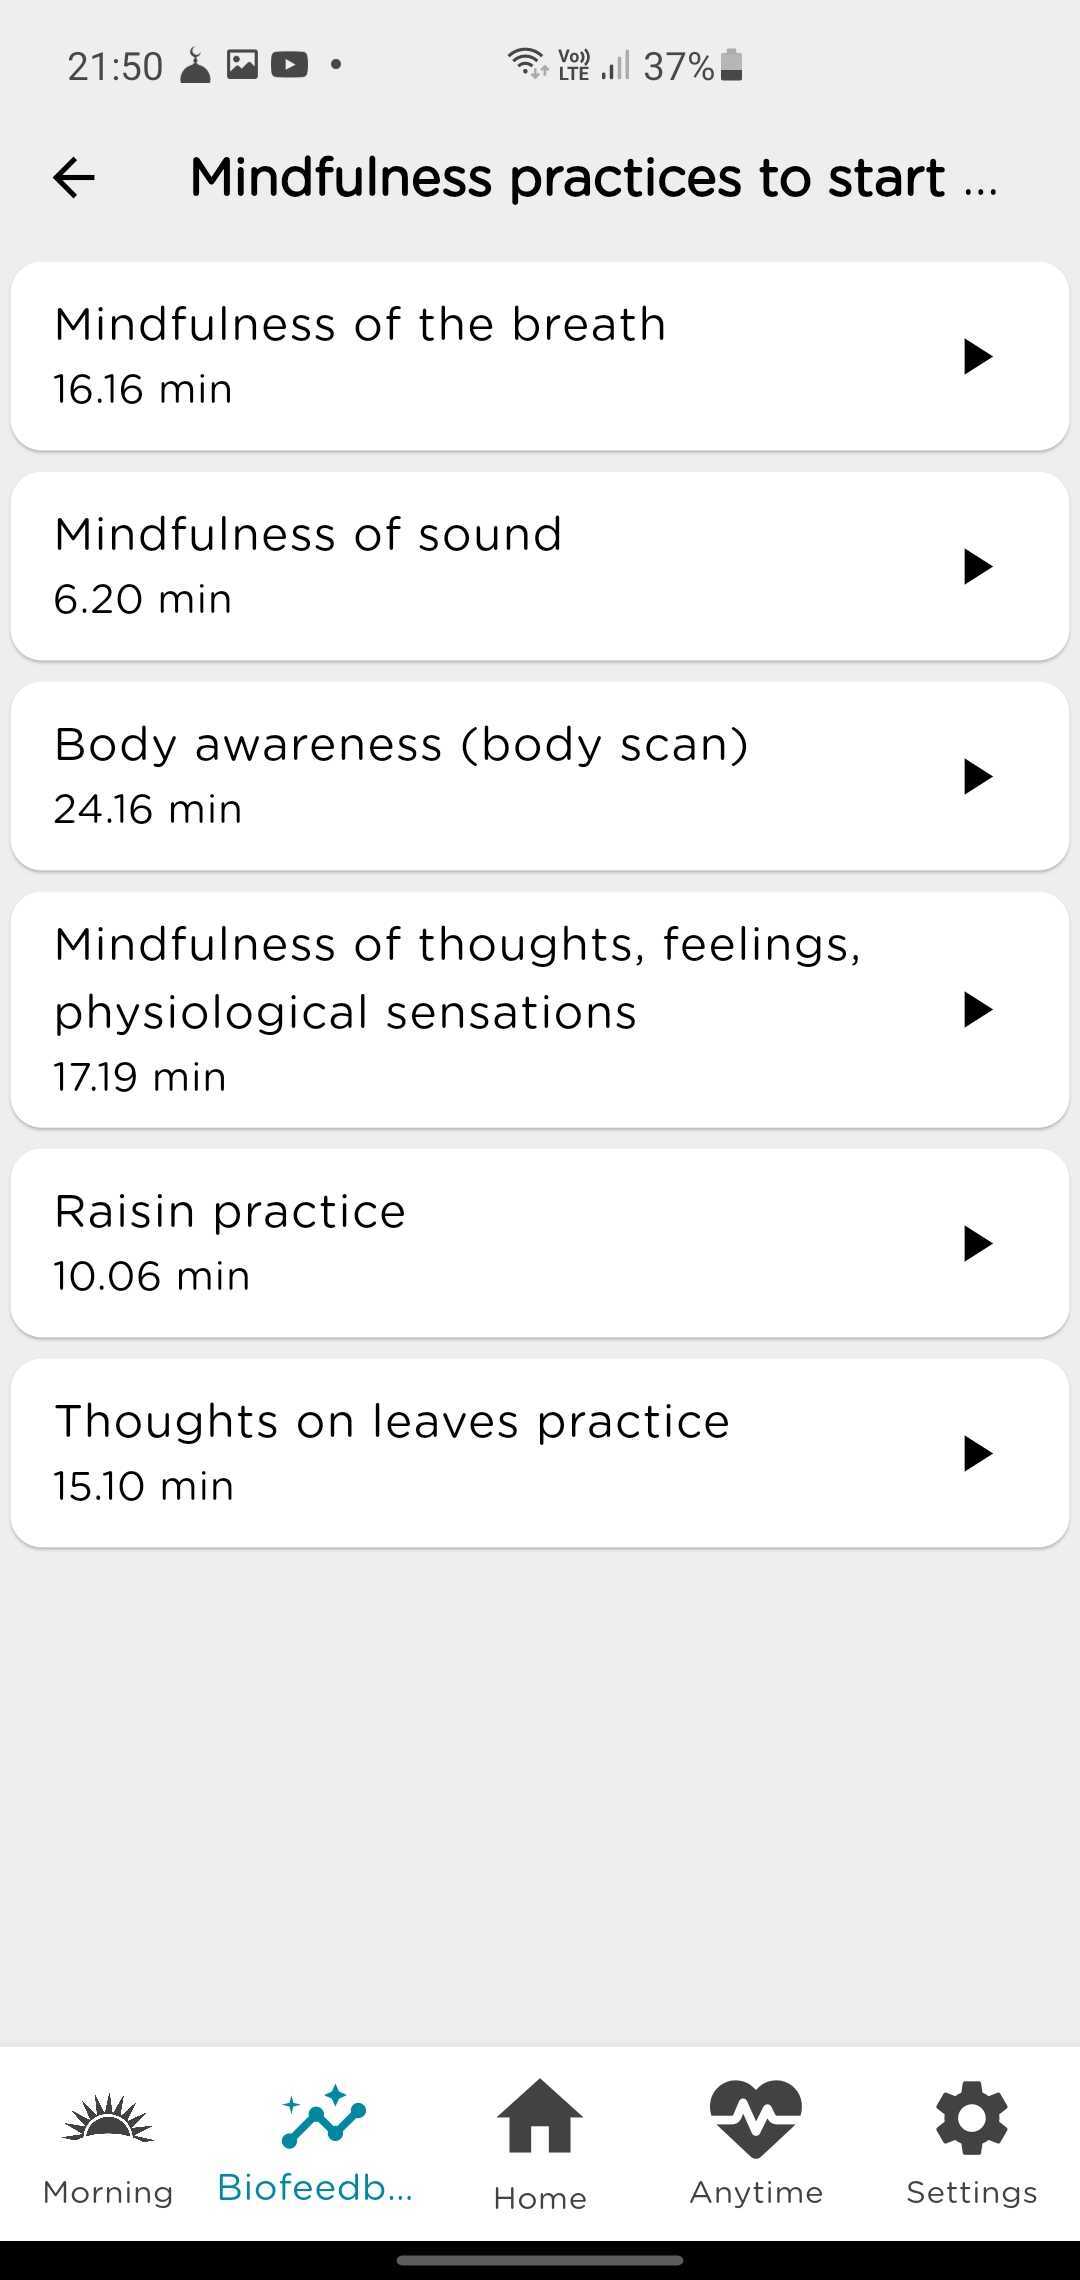 21:50 Vo)) LTE 37%
Mindfulness practices to start ...
Mindfulness of the breath
16.16 min
Mindfulness of sound
6.20 min
Body awareness (body scan)
24.16 min
Mindfulness of thoughts, feelings,
physiological sensations
17.19 min
Raisin practice
10.06 min
Thoughts on leaves practice
15.10 min
Morning Biofeedb... Home Anytime Settings